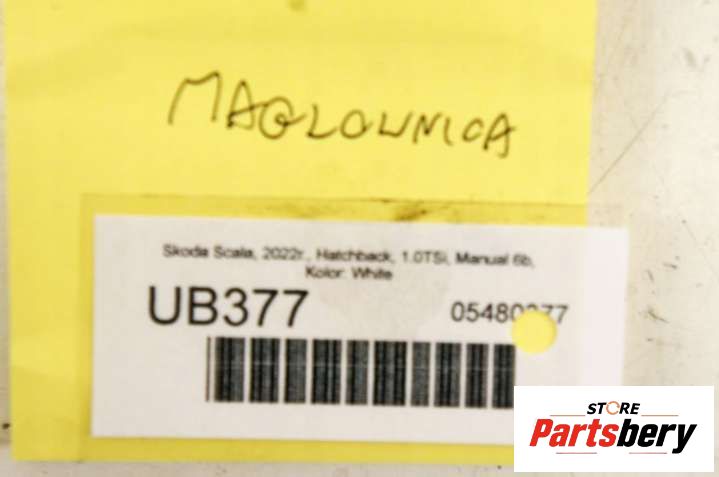 MAGLOWNICA
Skoda Scala, 2022r., Hatchback, 1.0TSi, Manual 6b,
Kolor: White
UB377
STORE
Partsbery